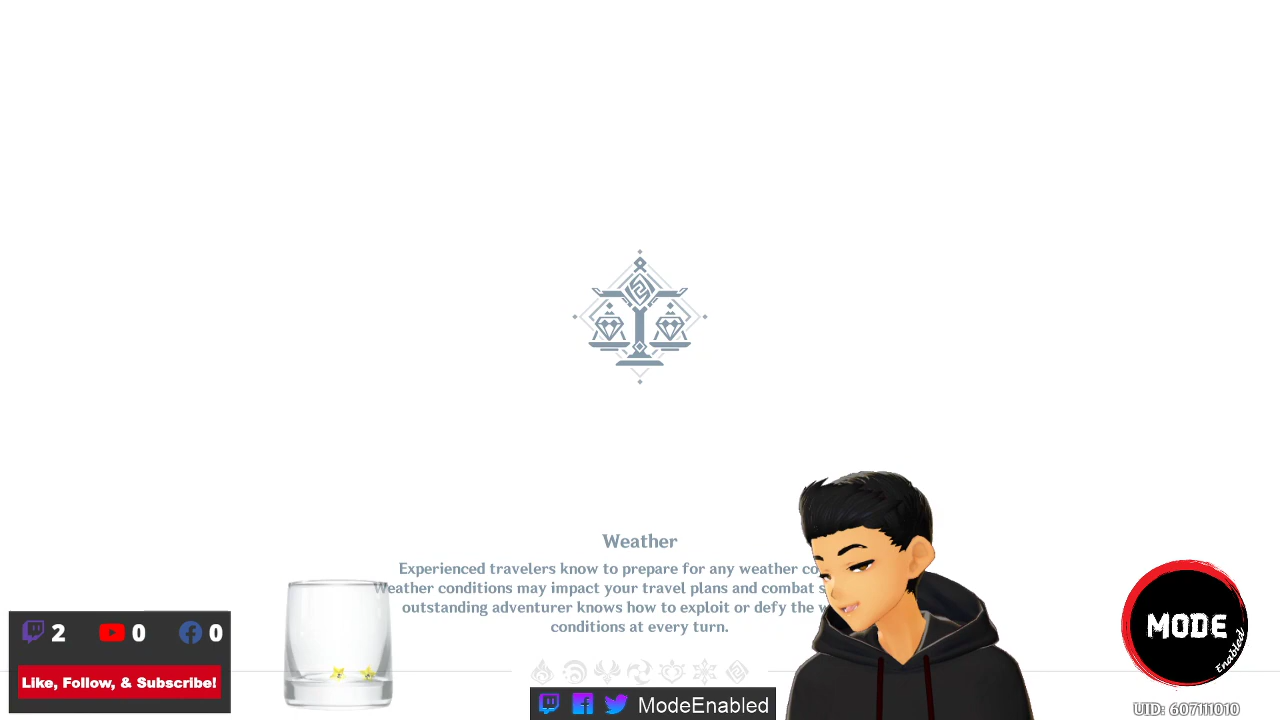 Weather
Experienced travelers know to prepare for any weather
Weather conditions may impact your travel plans and combat
outstanding adventurer knows how to exploit or defy the
conditions at every turn.
2 0 0
Like, Follow, & Subscribe!
ModeEnabled
MODE
Enabled
UID: 607111010